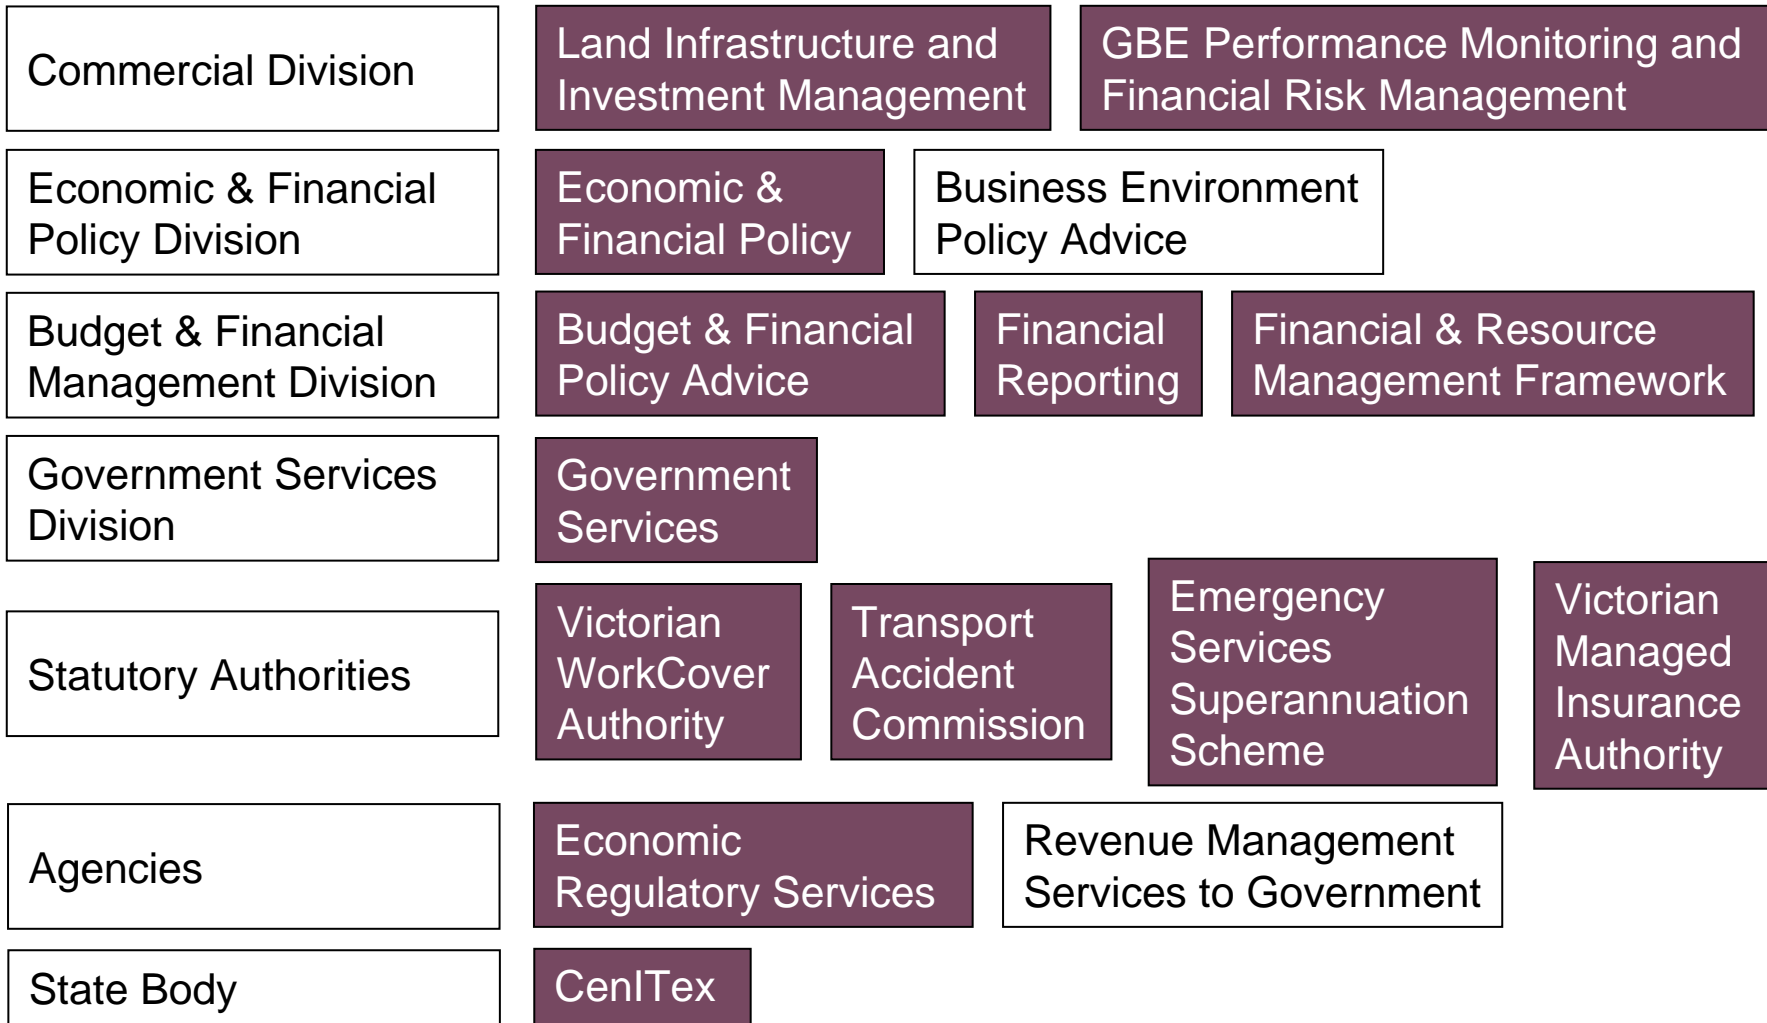 Commercial Division
Land Infrastructure and
Investment Management
GBE Performance Monitoring and
Financial Risk Management
Economic & Financial
Policy Division
Economic &
Financial Policy
Business Environment
Policy Advice
Budget & Financial
Management Division
Budget & Financial
Policy Advice
Financial
Reporting
Financial & Resource
Management Framework
Government Services
Division
Government
Services
Statutory Authorities
Victorian
WorkCover
Authority
Transport
Accident
Commission
Emergency
Services
Superannuation
Scheme
Victorian
Managed
Insurance
Authority
Agencies
Economic
Regulatory Services
Revenue Management
Services to Government
State Body
CenITex